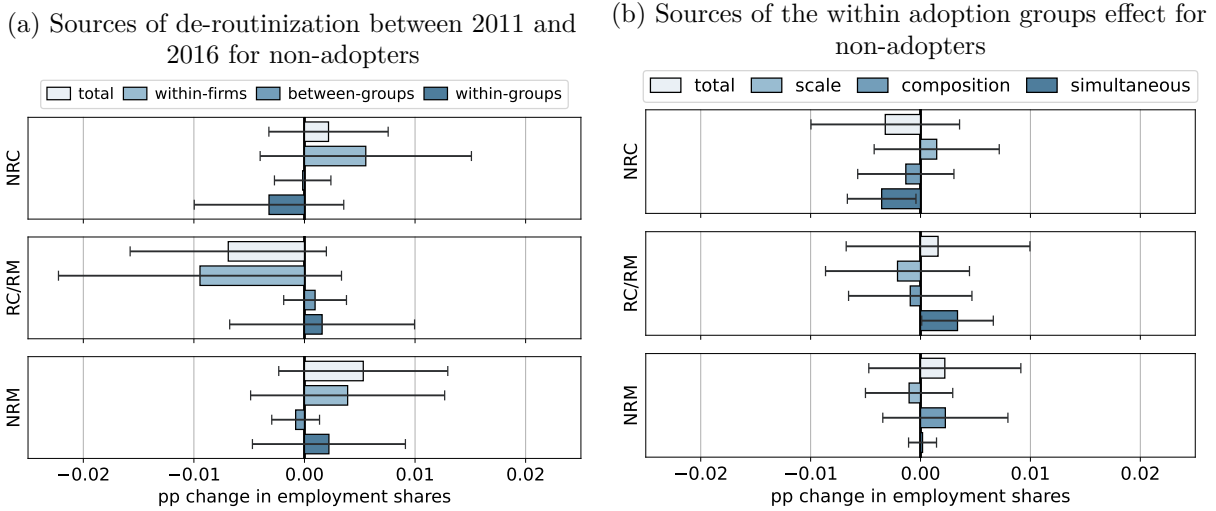 (a) Sources of de-routinization between 2011 and
2016 for non-adopters
total within-firms between-groups within-groups
NRC
RC/RM
NRM
−0.02 −0.01 0.00 0.01 0.02
pp change in employment shares
(b) Sources of the within adoption groups effect for
non-adopters
total scale composition simultaneous
NRC
RC/RM
NRM
−0.02 −0.01 0.00 0.01 0.02
pp change in employment shares